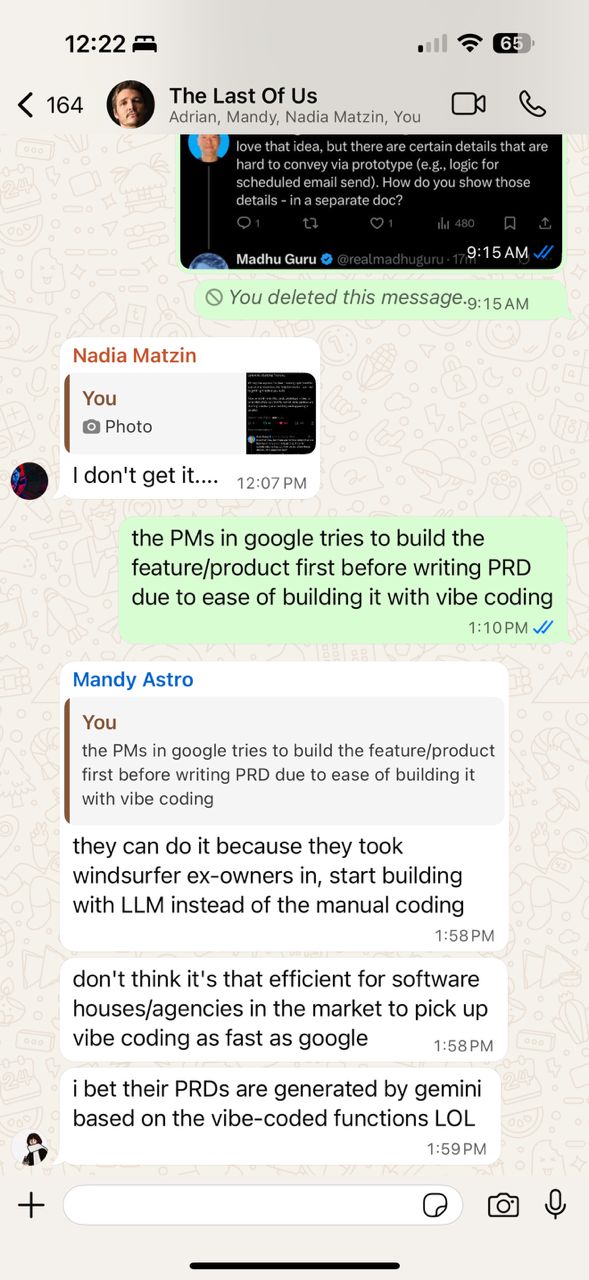 12:22
65
164
The Last Of Us
Adrian, Mandy, Nadia Matzin, You
love that idea, but there are certain details that are
hard to convey via prototype (e.g., logic for
scheduled email send). How do you show those
details - in a separate doc?
1
1
480
Madhu Guru @realmadhuguru · 17m
9:15 AM
You deleted this message.
9:15 AM
Nadia Matzin
You
Photo
I don't get it....
12:07 PM
the PMs in google tries to build the
feature/product first before writing PRD
due to ease of building it with vibe coding
1:10 PM
Mandy Astro
You
the PMs in google tries to build the feature/product
first before writing PRD due to ease of building it
with vibe coding
they can do it because they took
windsurfer ex-owners in, start building
with LLM instead of the manual coding
1:58 PM
don't think it's that efficient for software
houses/agencies in the market to pick up
vibe coding as fast as google
1:58 PM
i bet their PRDs are generated by gemini
based on the vibe-coded functions LOL
1:59 PM